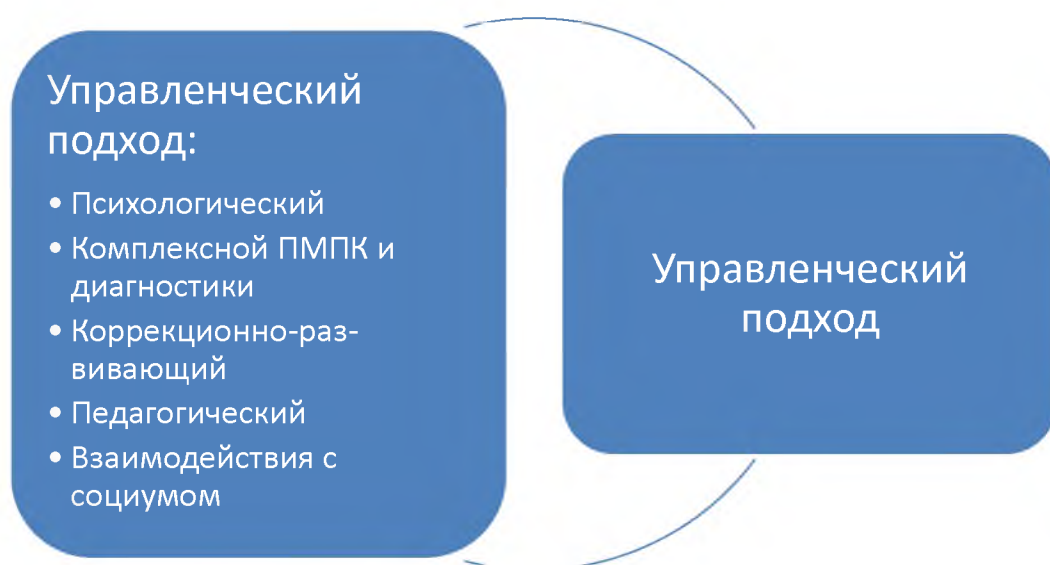 Управленческий
подход:
• Психологический
• Комплексной ПМПК и
диагностики
• Коррекционно-раз-
вивающий
• Педагогический
• Взаимодействия с
социумом
Управленческий
подход